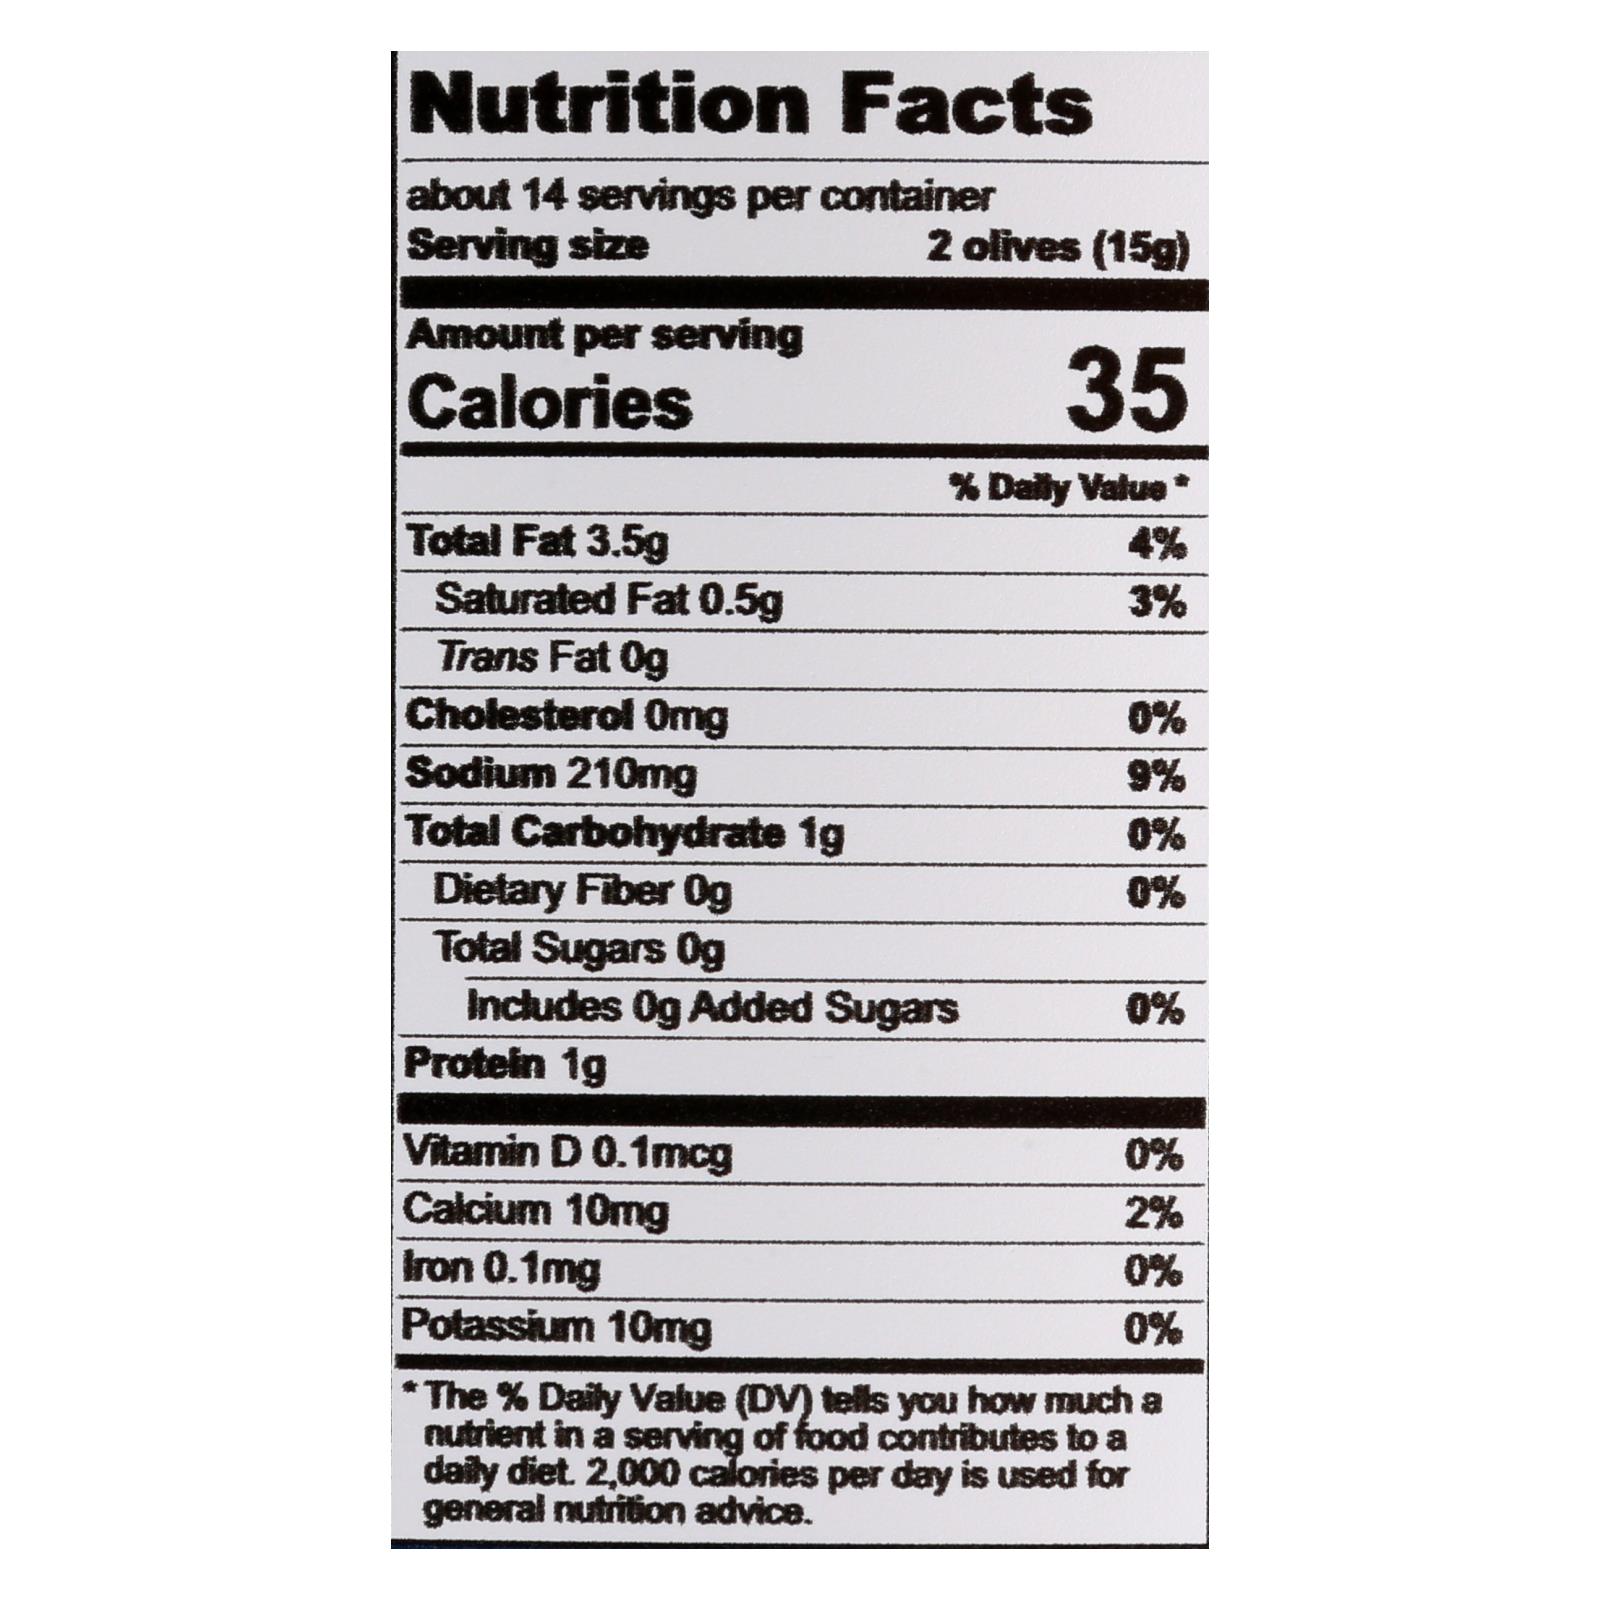 Nutrition Facts
about 14 servings per container
Serving size 2 olives (15g)
Amount per serving
Calories 35
% Daily Value *
Total Fat 3.5g 4%
Saturated Fat 0.5g 3%
Trans Fat 0g
Cholesterol 0mg 0%
Sodium 210mg 9%
Total Carbohydrate 1g 0%
Dietary Fiber 0g 0%
Total Sugars 0g
Includes 0g Added Sugars 0%
Protein 1g
Vitamin D 0.1mcg 0%
Calcium 10mg 2%
Iron 0.1mg 0%
Potassium 10mg 0%
* The % Daily Value (DV) tells you how much a
nutrient in a serving of food contributes to a
daily diet. 2,000 calories per day is used for
general nutrition advice.